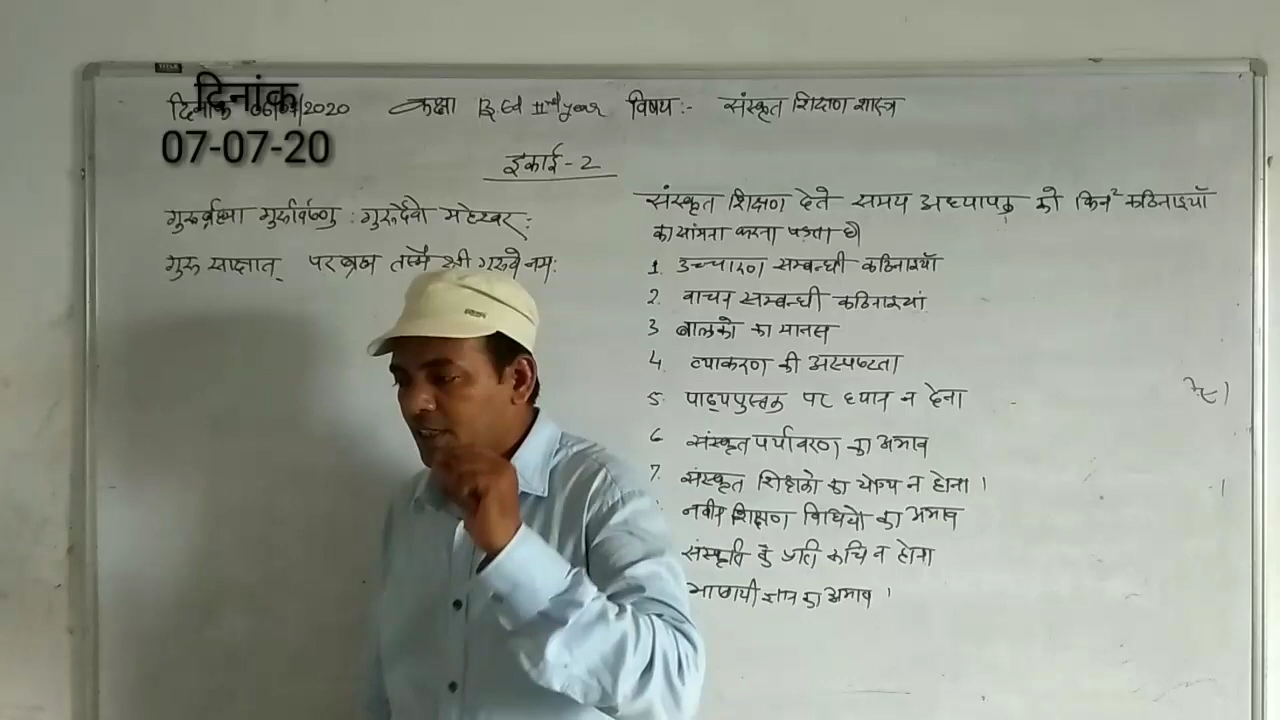 दिनांक
07-07-20
दिनांक /2020 कक्षा B.Ed IInd year विषय:- संस्कृत शिक्षण शास्त्र
इकाई - 2
गुरुर्ब्रह्मा गुरुर्विष्णु : गुरुर्देवो महेश्वर:
गुरु साक्षात् परब्रह्म तस्मै श्री गुरुवे नम:
संस्कृत शिक्षण देते समय अध्यापक को किन2 कठिनाइयाँ
का सामना करना पडता है।
1. उच्चारण सम्बन्धी कठिनाइयाँ
2. वाचन सम्बन्धी कठिनाइयां
3 बालको का मानस
4. व्याकरण की अस्पष्टता
5. पाठ्यपुस्तक पर ध्यान न देना
6 संस्कृत पर्यावरण का अभाव
7. संस्कृत शिक्षको का योग्य न होना ।
नवीन शिक्षण विधियो का अभाव
संस्कृति के प्रति रूचि न होना
भाषायी ज्ञान का अभाव ।